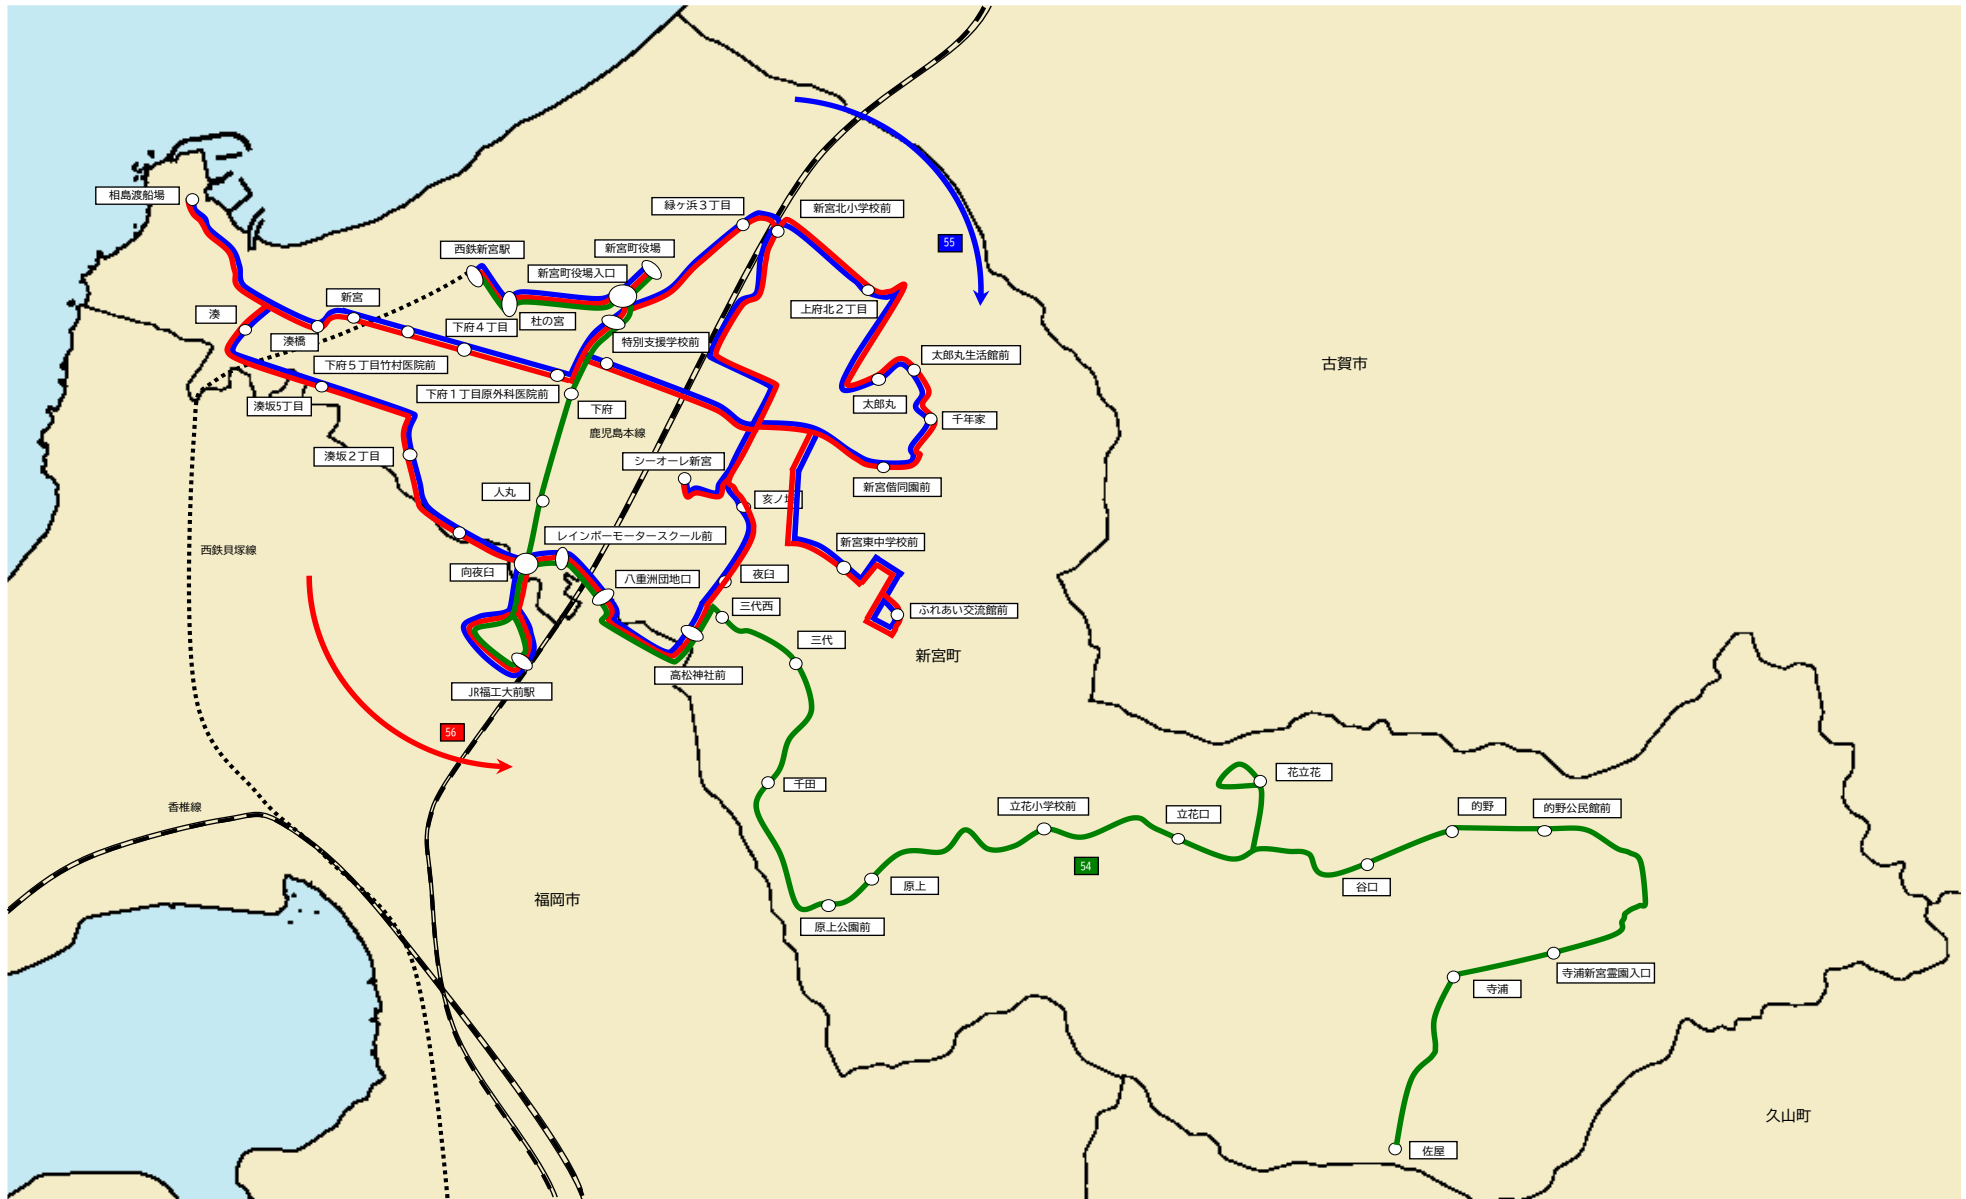 相島渡船場
緑ヶ浜３丁目
新宮北小学校前
西鉄新宮駅
新宮町役場
55
新宮町役場入口
新宮
湊
上府北２丁目
下府４丁目
杜の宮
湊橋
特別支援学校前
太郎丸生活館前
古賀市
下府５丁目竹村医院前
下府１丁目原外科医院前
太郎丸
湊坂5丁目
下府
千年家
鹿児島本線
湊坂２丁目
シーオーレ新宮
新宮偕同園前
人丸
亥ノ
レインボーモータースクール前
新宮東中学校前
西鉄貝塚線
向夜臼
八重洲団地口
夜臼
三代西
ふれあい交流館前
三代
新宮町
高松神社前
JR福工大前駅
56
花立花
千田
香椎線
立花小学校前
立花口
的野
的野公民館前
54
原上
谷口
福岡市
原上公園前
寺浦新宮霊園入口
寺浦
久山町
佐屋